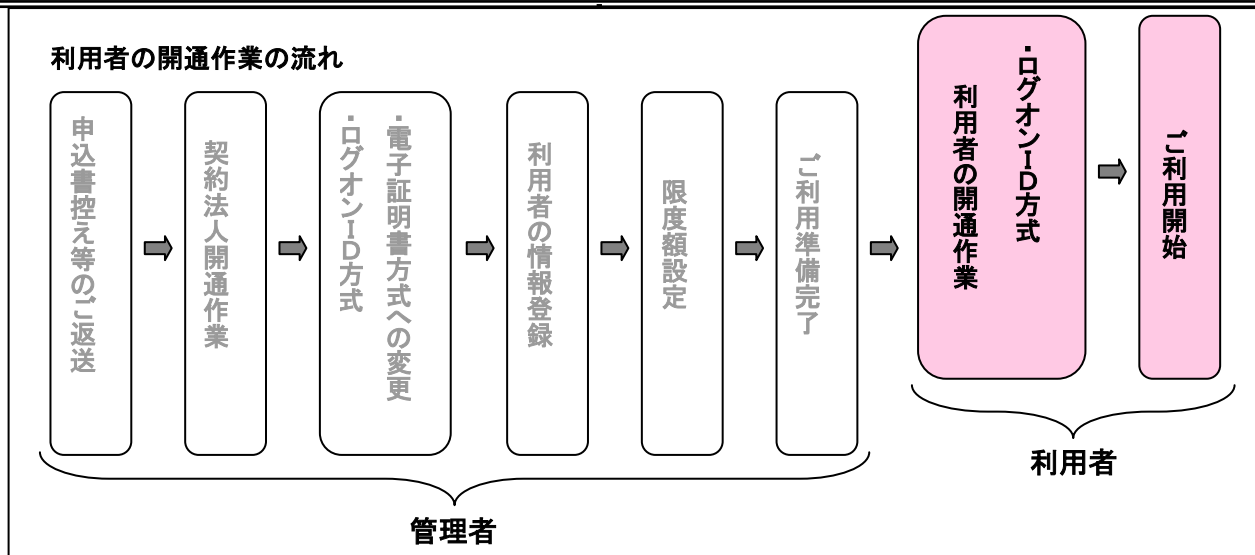 利用者の開通作業の流れ
申込書控え等のご返送
契約法人開通作業
・電子証明書方式への変更
・ログオンID方式
利用者の情報登録
限度額設定
ご利用準備完了
・ログオンID方式
利用者の開通作業
ご利用開始
管理者
利用者